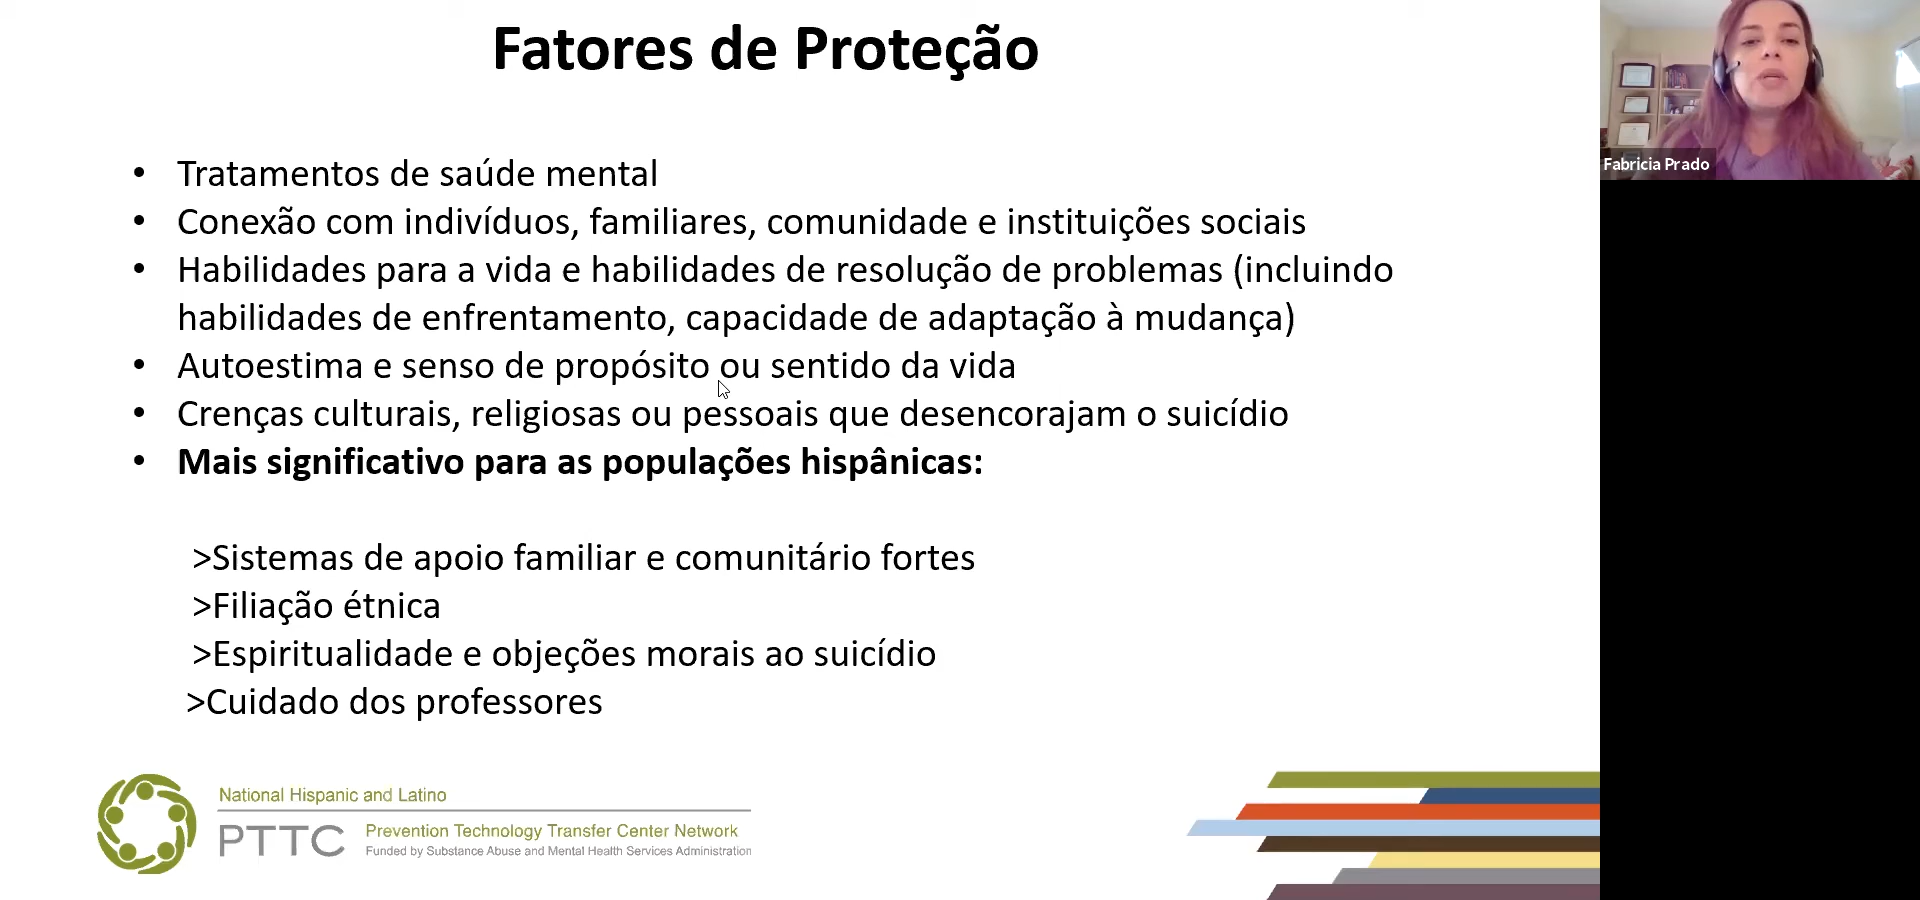 Fatores de Proteção
• Tratamentos de saúde mental
• Conexão com indivíduos, familiares, comunidade e instituições sociais
• Habilidades para a vida e habilidades de resolução de problemas (incluindo
habilidades de enfrentamento, capacidade de adaptação à mudança)
• Autoestima e senso de propósito ou sentido da vida
• Crenças culturais, religiosas ou pessoais que desencorajam o suicídio
• Mais significativo para as populações hispânicas:
>Sistemas de apoio familiar e comunitário fortes
>Filiação étnica
>Espiritualidade e objeções morais ao suicídio
>Cuidado dos professores
National Hispanic and Latino
PTTC
Prevention Technology Transfer Center Network
Funded by Substance Abuse and Mental Health Services Administration
Fabricia Prado